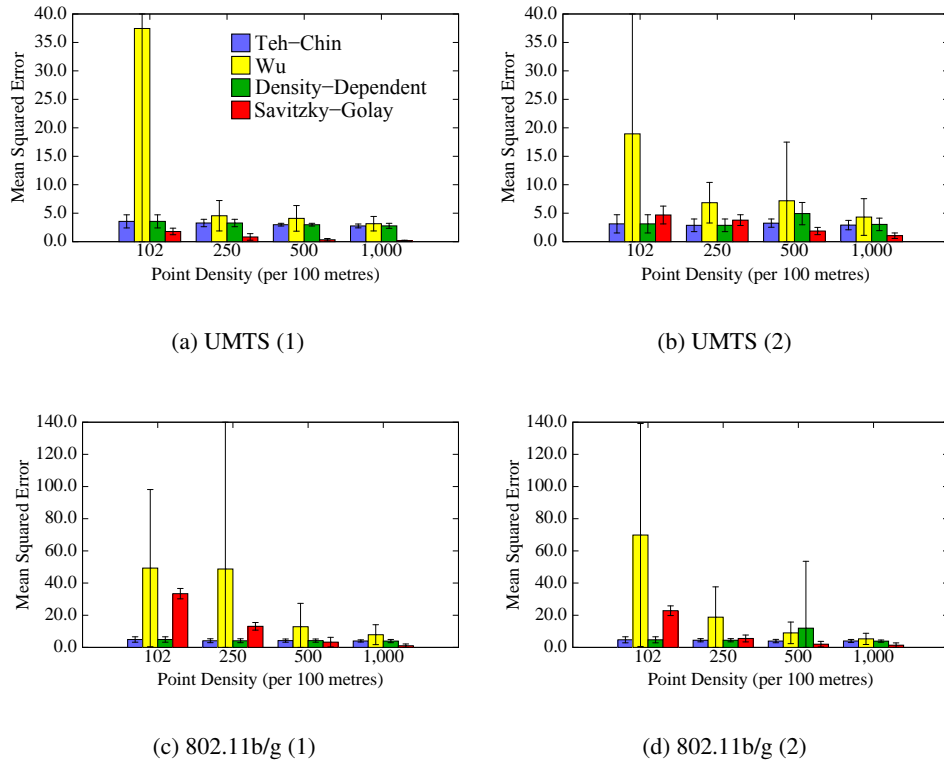 40.0
35.0
30.0
25.0
20.0
15.0
10.0
5.0
0.0
Mean Squared Error
Teh−Chin
Wu
Density−Dependent
Savitzky−Golay
102 250 500 1,000
Point Density (per 100 metres)
(a) UMTS (1)
40.0
35.0
30.0
25.0
20.0
15.0
10.0
5.0
0.0
Mean Squared Error
102 250 500 1,000
Point Density (per 100 metres)
(b) UMTS (2)
140.0
120.0
100.0
80.0
60.0
40.0
20.0
0.0
Mean Squared Error
102 250 500 1,000
Point Density (per 100 metres)
(c) 802.11b/g (1)
140.0
120.0
100.0
80.0
60.0
40.0
20.0
0.0
Mean Squared Error
102 250 500 1,000
Point Density (per 100 metres)
(d) 802.11b/g (2)